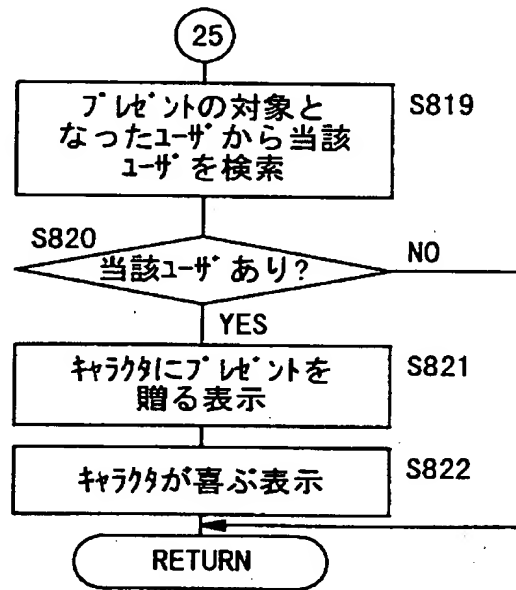 25
プレゼントの対象と
なったユーザから当該
ユーザを検索
S819
S820
当該ユーザあり?
NO
YES
キャラクタにプレゼントを
贈る表示
S821
キャラクタが喜ぶ表示
S822
RETURN